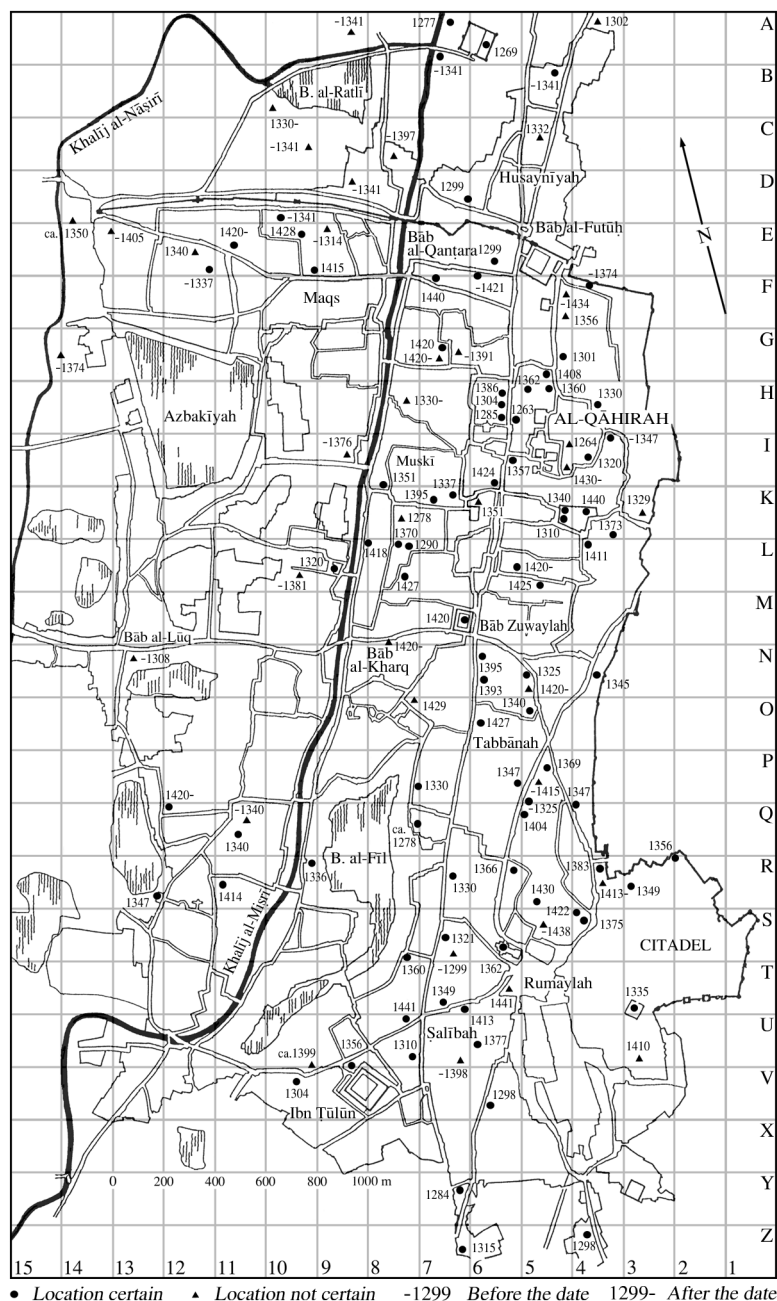 -1341
1277
1302
A
1269
-1341
-1341
B
B. al-Ratlī
Khalīj al-Nāṣirī
1330-
1332
C
-1341
-1397
-1341
Husaynīyah
D
1299
ca. 1350
-1405
1420-
-1341
1428
-1314
Bāb al-Qanṭara
Bāb al-Futūḥ
E
1340
1299
-1337
1415
-1421
-1374
F
Maqs
1440
-1434
1356
G
1420
1420-
-1391
1301
-1374
1408
1362
1360
1386
1304
1285
1263
1330
H
1330-
AL-QĀHIRAH
Azbakīyah
-1376
1264
-1347
I
Muskī
1357
1320
1430-
1351
1424
1395
1337
1351
1340
1440
1329
K
1278
1310
1373
1370
1418
1290
1411
L
1320
-1381
1427
1420-
1425
M
1420
Bāb Zuwaylah
Bāb al-Lūq
Bāb al-Kharq
1420-
-1308
1395
1325
N
1393
1420-
1345
1429
1340
O
1427
Tabbānah
1369
P
1330
1347
-1415
1347
1420-
-1325
-1340
1404
Q
1340
ca. 1278
B. al-Fīl
1366
1383
1356
R
1336
1330
1413-
1349
1347
1414
1430
1422
1375
S
-1438
1321
Khalīj al-Miṣrī
CITADEL
1360
-1299
1362
T
Rumaylah
1349
1441
1335
1441
1413
U
Ṣalībah
ca.1399
1356
1310
1377
1410
-1398
V
1304
1298
Ibn Ṭūlūn
X
0 200 400 600 800 1000 m
1284
Y
1315
1298
Z
15 14 13 12 11 10 9 8 7 6 5 4 3 2 1
N
● Location certain ▲ Location not certain -1299 Before the date 1299- After the date